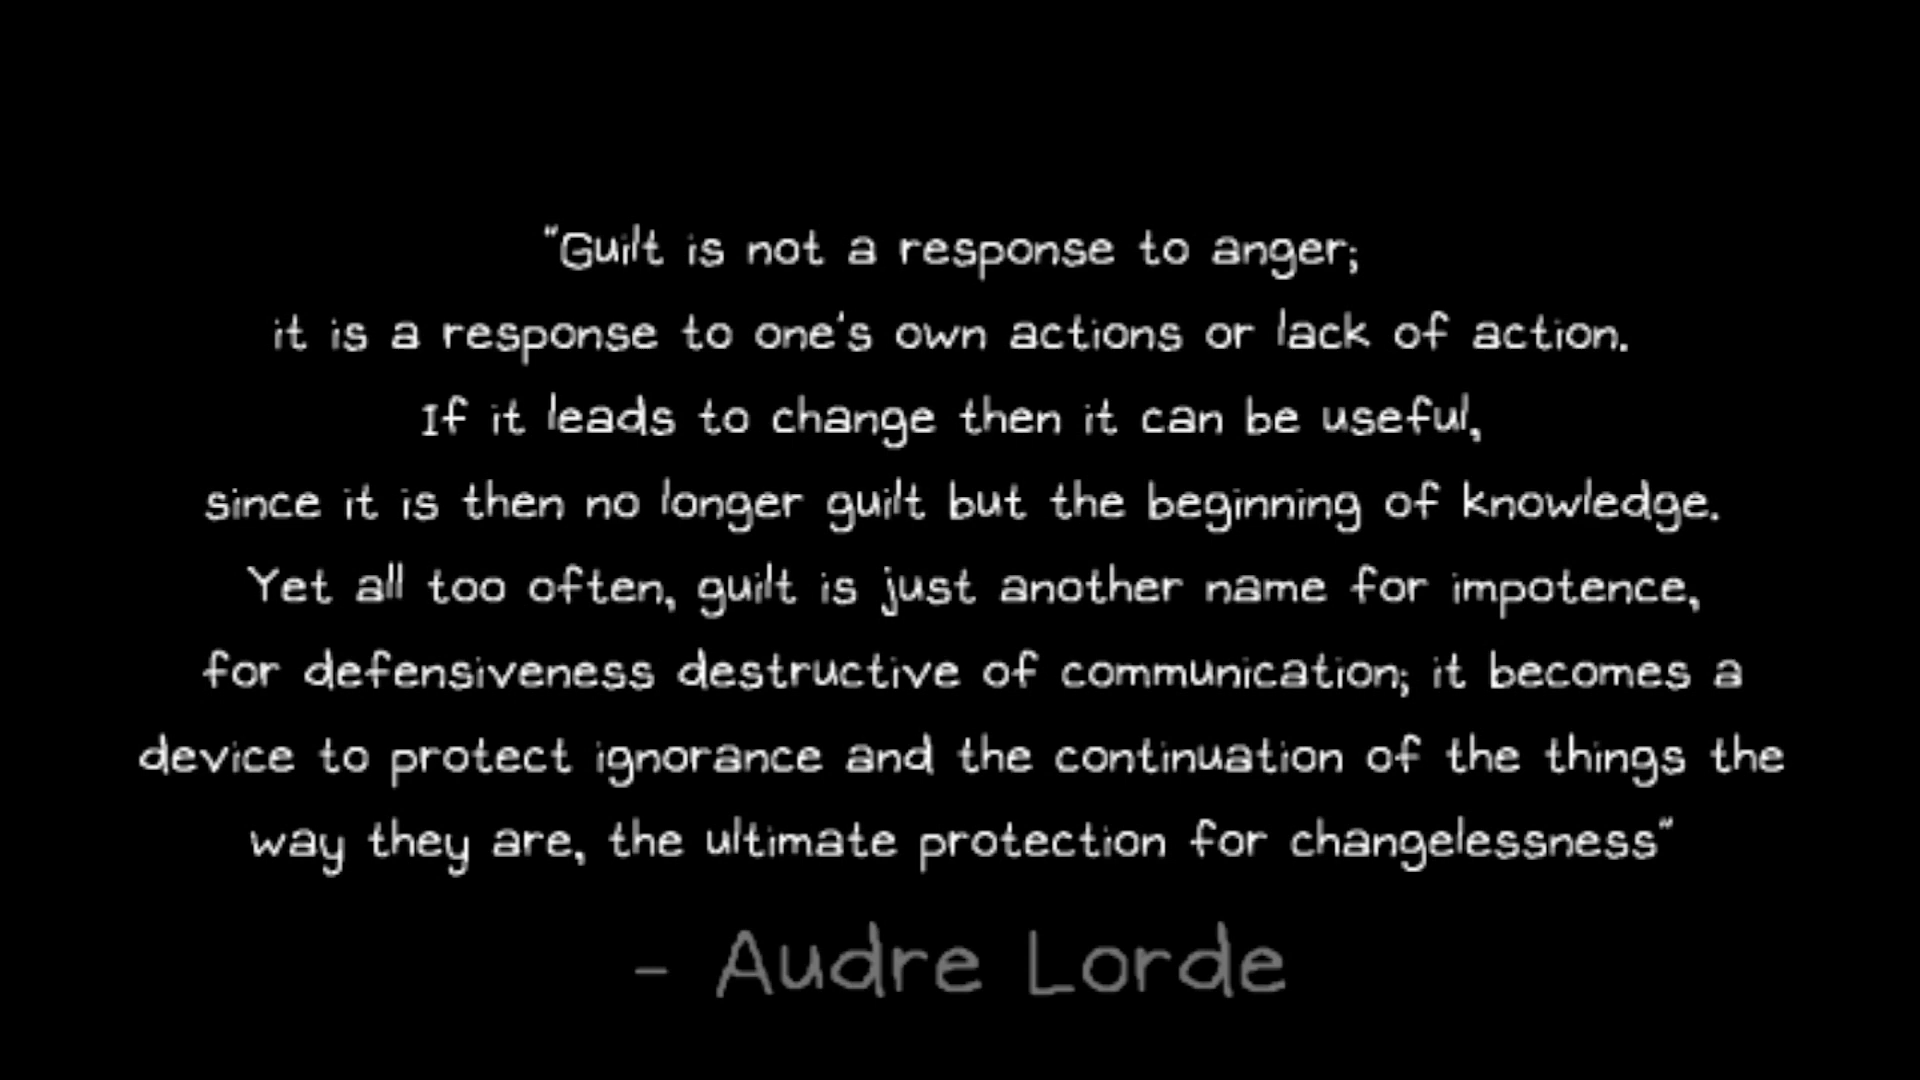 "Guilt is not a response to anger;
it is a response to one's own actions or lack of action.
If it leads to change then it can be useful,
since it is then no longer guilt but the beginning of knowledge.
Yet all too often, guilt is just another name for impotence,
for defensiveness destructive of communication; it becomes a
device to protect ignorance and the continuation of the things the
way they are, the ultimate protection for changelessness"
- Audre Lorde